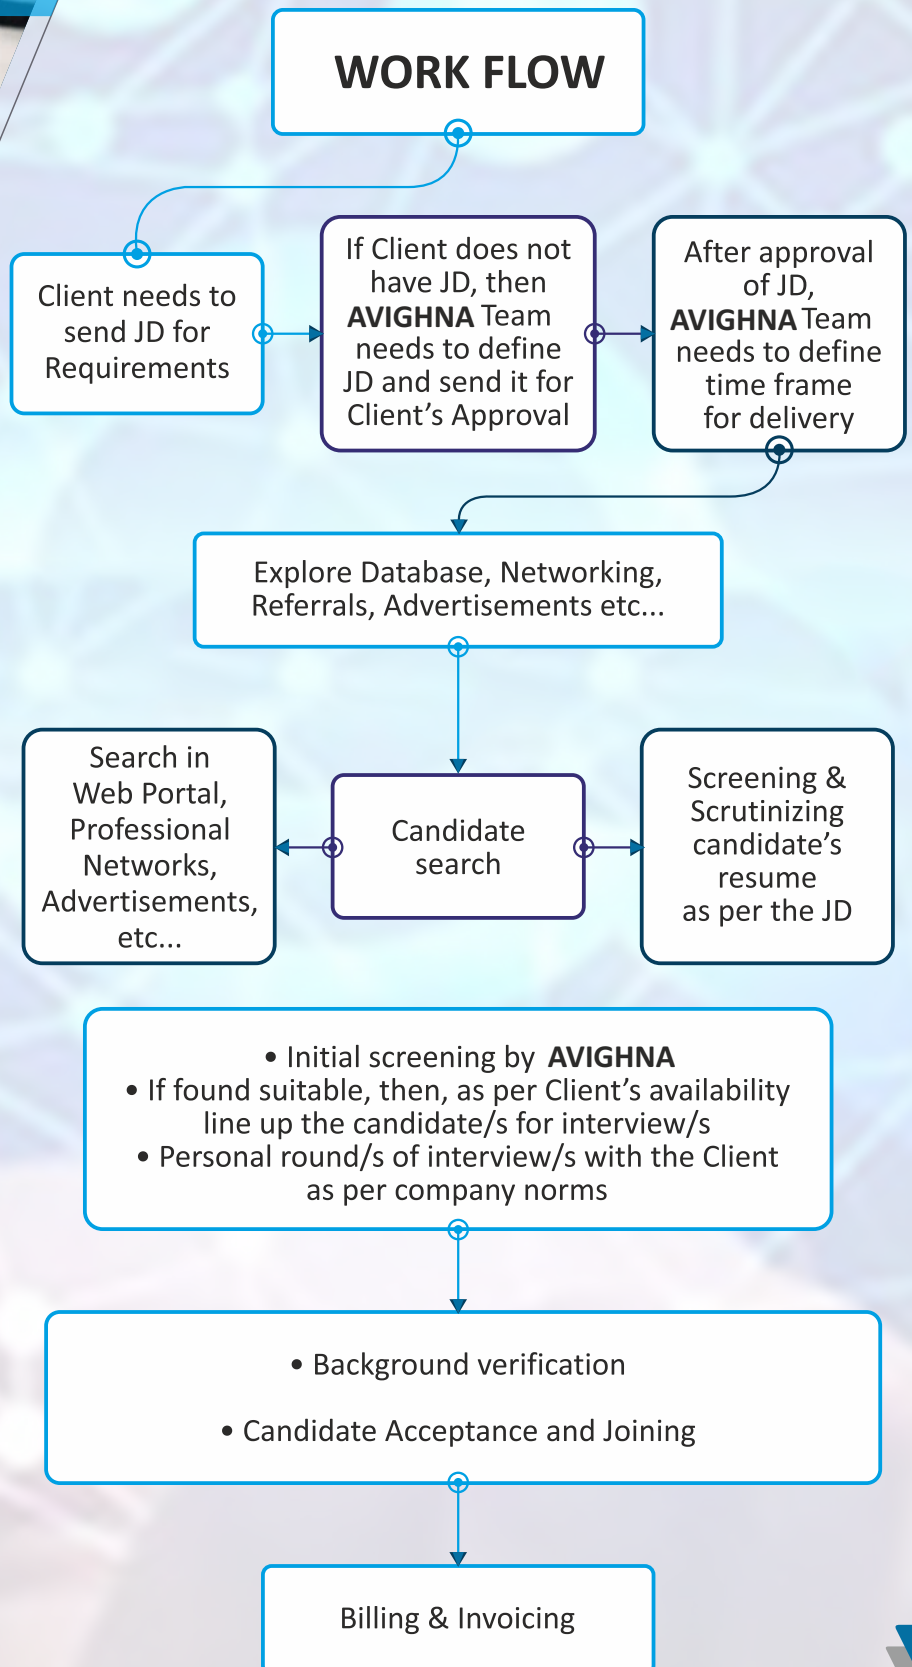 WORK FLOW
Client needs to
send JD for
Requirements
If Client does not
have JD, then
AVIGHNA Team
needs to define
JD and send it for
Client’s Approval
After approval
of JD,
AVIGHNA Team
needs to define
time frame
for delivery
Explore Database, Networking,
Referrals, Advertisements etc...
Search in
Web Portal,
Professional
Networks,
Advertisements,
etc...
Candidate
search
Screening &
Scrutinizing
candidate’s
resume
as per the JD
• Initial screening by AVIGHNA
• If found suitable, then, as per Client’s availability
line up the candidate/s for interview/s
• Personal round/s of interview/s with the Client
as per company norms
• Background verification
• Candidate Acceptance and Joining
Billing & Invoicing